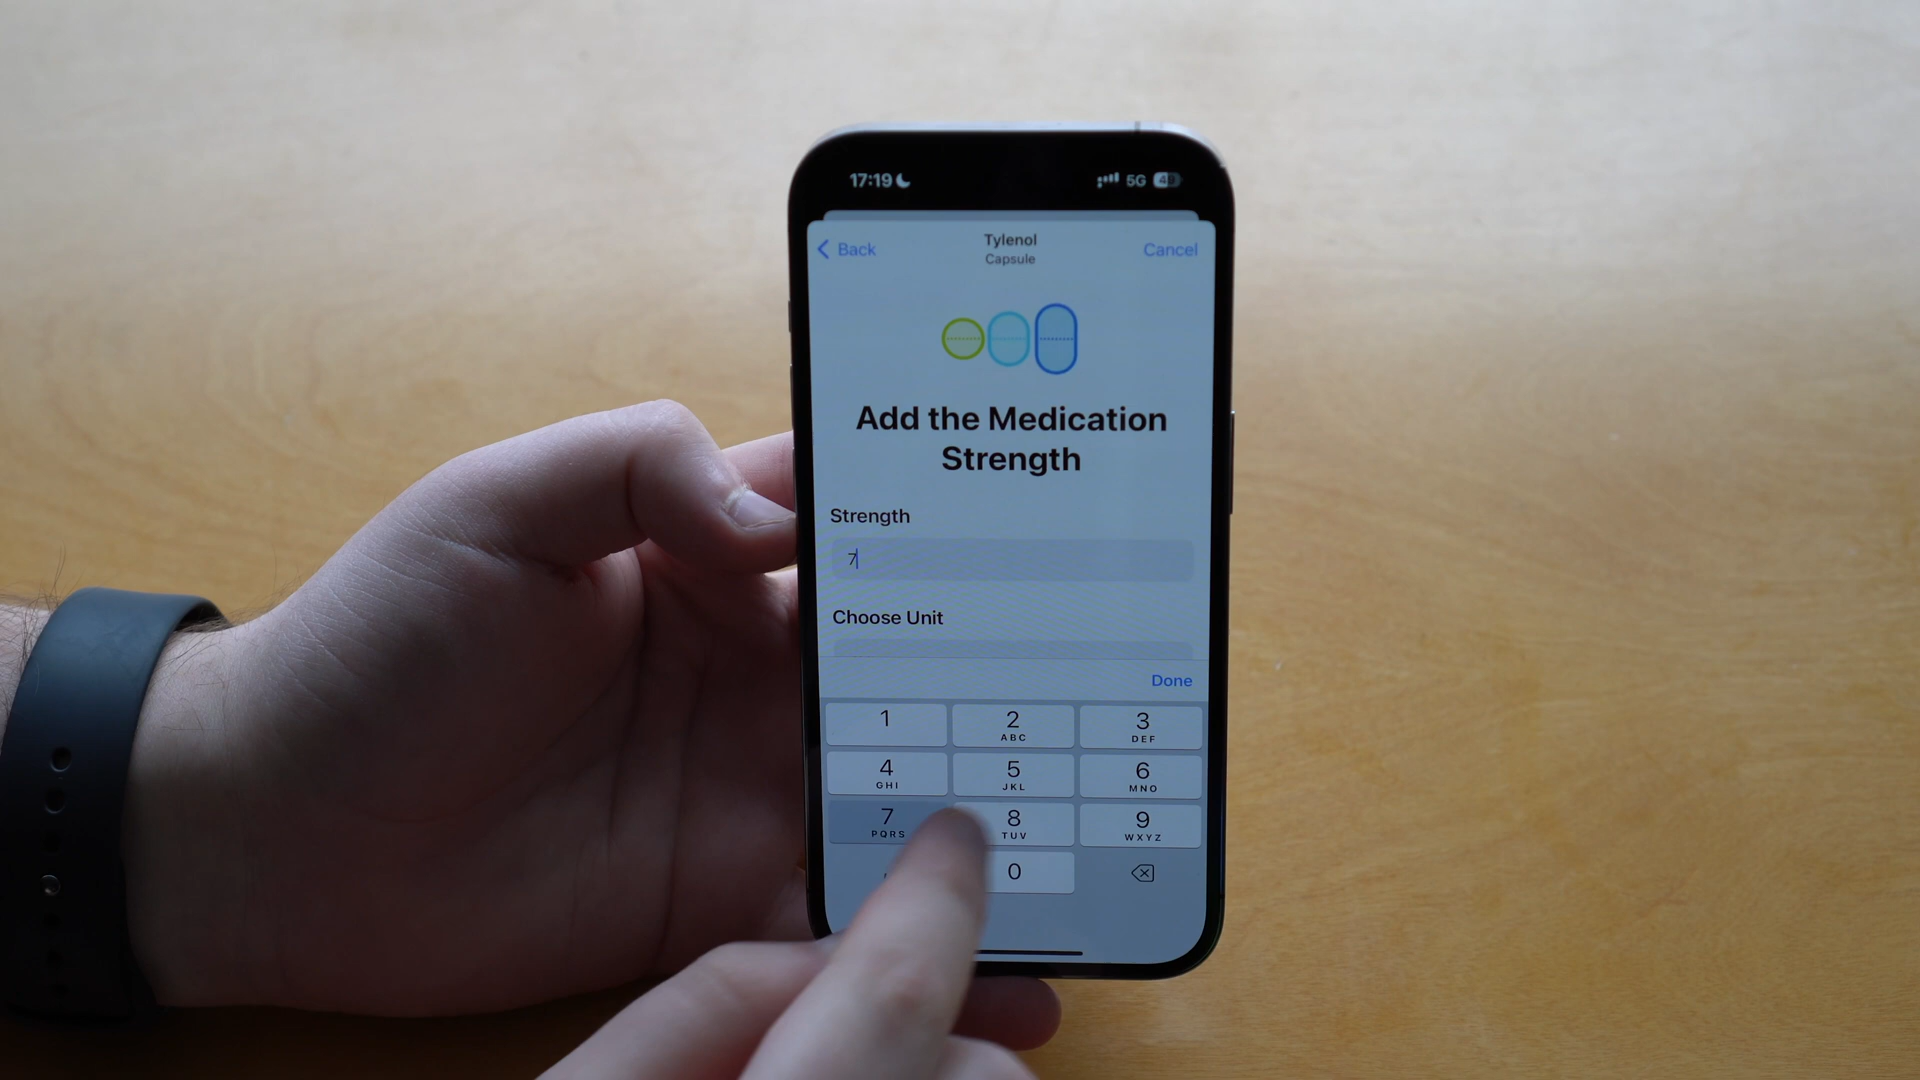 17:19 5G 49
Back Tylenol Cancel
Capsule
Add the Medication
Strength
Strength
7
Choose Unit
Done
1 2 3
ABC DEF
4 5 6
GHI JKL MNO
7 8 9
PQRS TUV WXYZ
0